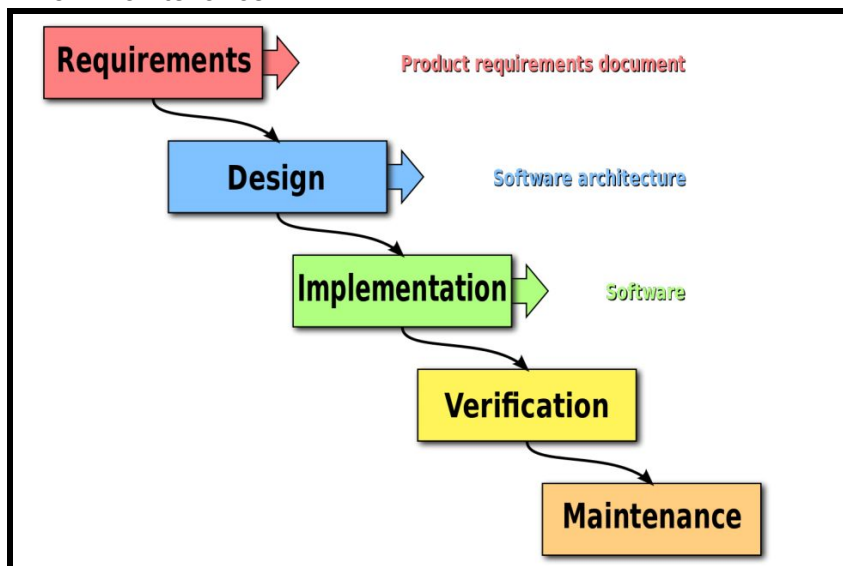 Requirements
Product requirements document
Design
Software architecture
Implementation
Software
Verification
Maintenance